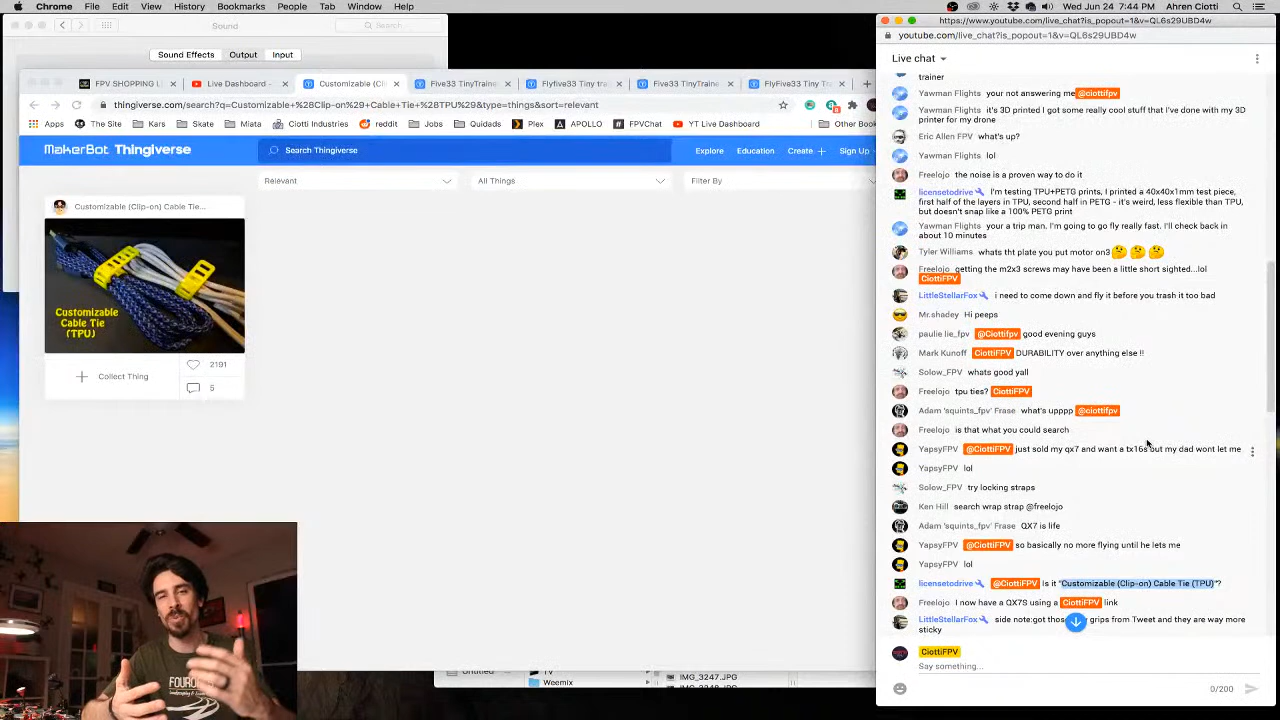 Chrome File Edit View History Bookmarks People Tab Window Help
Wed Jun 24 7:44 PM Ahren Ciotti
Sound
Search
Sound Effects Output Input
FPV SHOPPING L
Live Dashboard -
Customizable (Cl
Five33 TinyTraine
Flyfive33 Tiny trai
Five33 TinyTraine
FlyFive33 TinyTra
thingiverse.com/search?q=Customizable+%28Clip-on%29+Cable+Tie+%28TPU%29&type=things&sort=relevant
Apps The Site Miata Ciotti Industries reddit Jobs Quidads Plex APOLLO #FPVChat YT Live Dashboard Other Boo
MakerBot Thingiverse
Search Thingiverse
Explore Education Create Sign Up
Relevant
All Things
Filter By
Customizable (Clip-on) Cable Tie...
Customizable
Cable Tie
(TPU)
2191
Collect Thing
5
TV
Weemix
IMG_3247.JPG
https://www.youtube.com/live_chat?is_popout=1&v=QL6s29UBD4w
youtube.com/live_chat?is_popout=1&v=QL6s29UBD4w
Live chat
trainer
Yawman Flights your not answering me @ciottifpv
Yawman Flights it's 3D printed I got some really cool stuff that I've done with my 3D
printer for my drone
Eric Allen FPV what's up?
Yawman Flights lol
Freelojo the noise is a proven way to do it
licensetodrive I'm testing TPU+PETG prints, I printed a 40x40x1mm test piece,
first half of the layers in TPU, second half in PETG - it's weird, less flexible than TPU,
but doesn't snap like a 100% PETG print
Yawman Flights your a trip man, I'm going to go fly really fast. I'll check back in
about 10 minutes
Tyler Williams whats tht plate you put motor on3 🤔 🤔 🤔
Freelojo getting the m2x3 screws may have been a little short sighted...lol
CiottiFPV
LittleStellarFox i need to come down and fly it before you trash it too bad
Mr.shadey Hi peeps
paulie lie_fpv @Ciottifpv good evening guys
Mark Kunoff CiottiFPV DURABILITY over anything else !!
Solow_FPV whats good yall
Freelojo tpu ties? CiottiFPV
Adam 'squints_fpv' Frase what's upppp @ciottifpv
Freelojo is that what you could search
YapsyFPV @CiottiFPV just sold my qx7 and want a tx16s but my dad wont let me
YapsyFPV lol
Solow_FPV try locking straps
Ken Hill search wrap strap @freelojo
Adam 'squints_fpv' Frase QX7 is life
YapsyFPV @CiottiFPV so basically no more flying until he lets me
YapsyFPV lol
licensetodrive @CiottiFPV Is it "Customizable (Clip-on) Cable Tie (TPU)"?
Freelojo I now have a QX7S using a CiottiFPV link
LittleStellarFox side note:got thos grips from Tweet and they are way more
sticky
CiottiFPV
Say something...
0/200